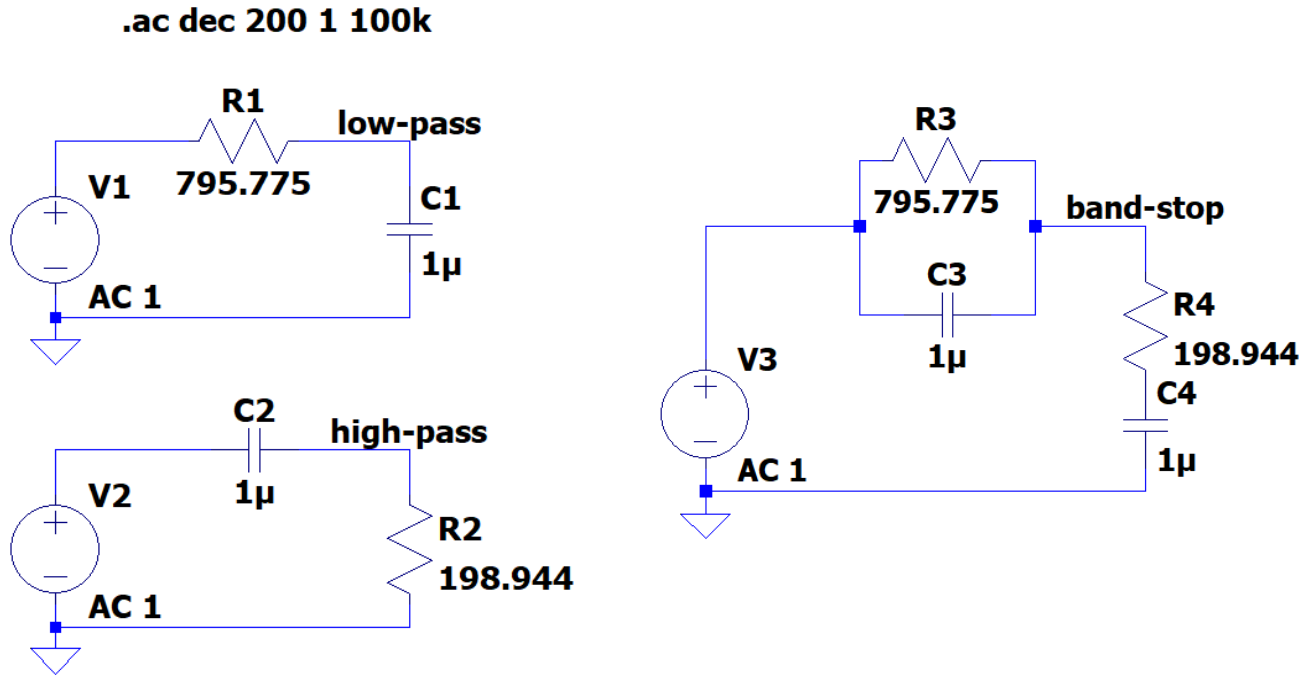 .ac dec 200 1 100k
R1
low-pass
795.775
V1
C1
1µ
AC 1
C2
high-pass
1µ
V2
R2
198.944
AC 1
R3
795.775
band-stop
C3
1µ
R4
198.944
V3
C4
1µ
AC 1